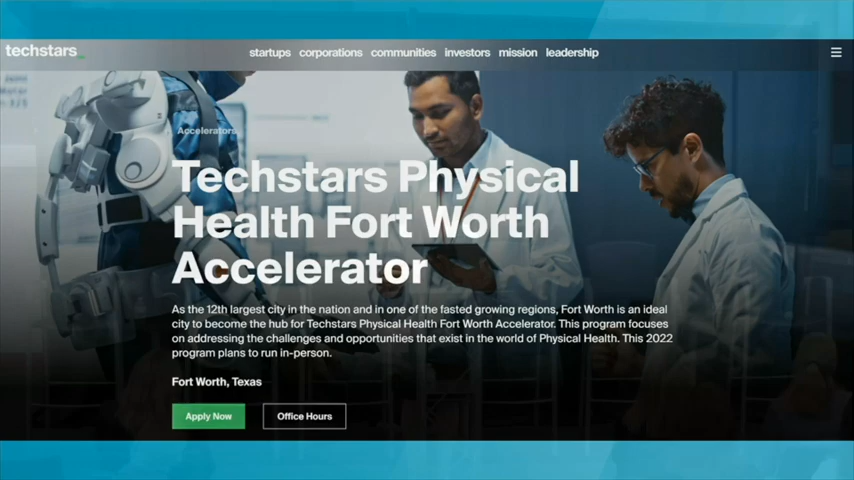 techstars_
startups corporations communities investors mission leadership
Accelerators
Techstars Physical
Health Fort Worth
Accelerator
As the 12th largest city in the nation and in one of the fasted growing regions, Fort Worth is an ideal
city to become the hub for Techstars Physical Health Fort Worth Accelerator. This program focuses
on addressing the challenges and opportunities that exist in the world of Physical Health. This 2022
program plans to run in-person.
Fort Worth, Texas
Apply Now Office Hours